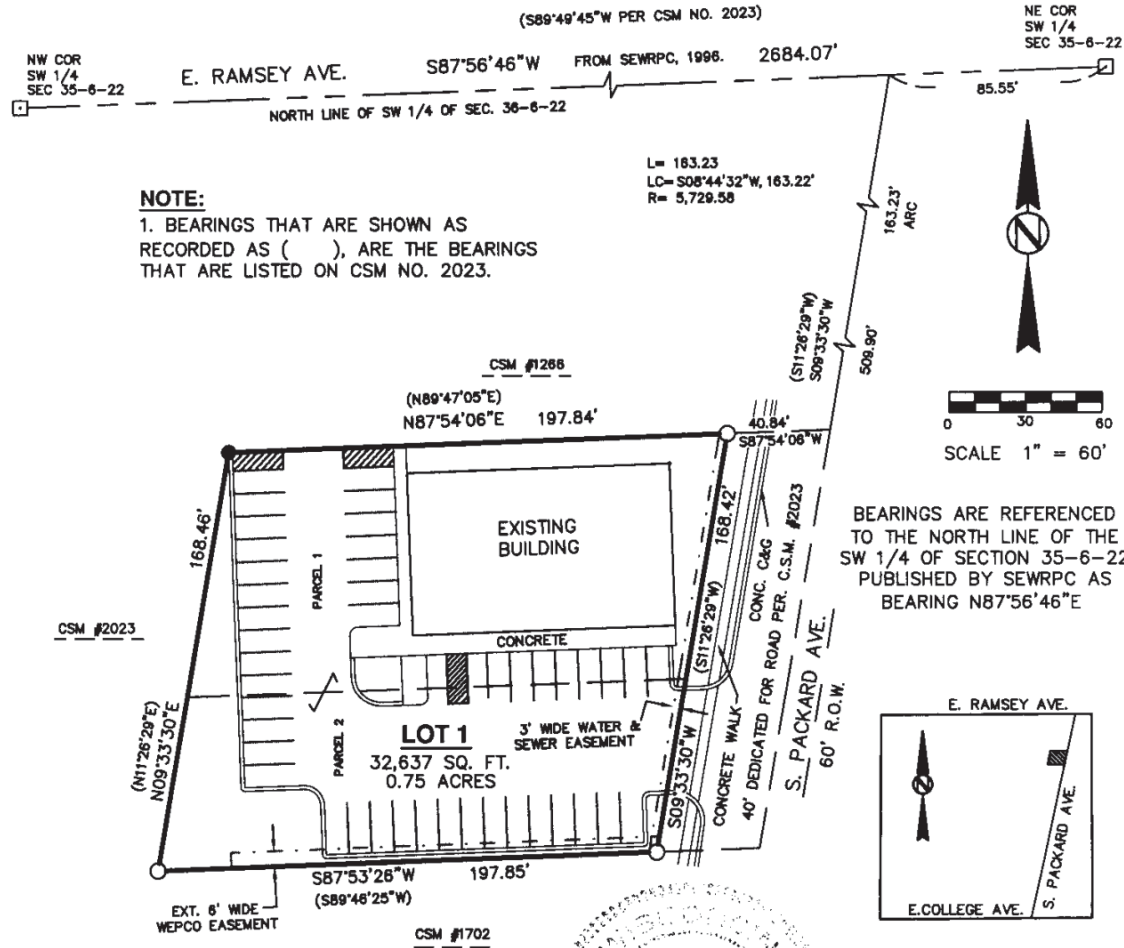 (S89°49'45"W PER CSM NO. 2023)
NW COR
SW 1/4
SEC 35-6-22
E. RAMSEY AVE.
S87°56'46"W
FROM SEWRPC, 1996.
2684.07'
NE COR
SW 1/4
SEC 35-6-22
85.55'
NORTH LINE OF SW 1/4 OF SEC. 36-6-22
L= 163.23
LC= S08°44'32"W, 163.22'
R= 5,729.58
NOTE:
1. BEARINGS THAT ARE SHOWN AS
RECORDED AS ( ), ARE THE BEARINGS
THAT ARE LISTED ON CSM NO. 2023.
163.23'
ARC
N
(S11°26'29"W)
S09°33'30"W
509.90'
0 30 60
SCALE 1" = 60'
CSM #1266
(N89°47'05"E)
N87°54'06"E 197.84'
40.84'
S87°54'06"W
168.46'
168.42'
EXISTING
BUILDING
PARCEL 1
CONCRETE
CSM #2023
(S11°26'29"W)
CONC. C&G
BEARINGS ARE REFERENCED
TO THE NORTH LINE OF THE
SW 1/4 OF SECTION 35-6-22
PUBLISHED BY SEWRPC AS
BEARING N87°56'46"E
(N11°26'29"E)
N09°33'30"E
PARCEL 2
LOT 1
32,637 SQ. FT.
0.75 ACRES
3' WIDE WATER &
SEWER EASEMENT
S09°33'30"W
CONCRETE WALK
40' DEDICATED FOR ROAD PER. C.S.M. #2023
S. PACKARD AVE.
60' R.O.W.
S87°53'26"W 197.85'
(S89°46'25"W)
EXT. 6' WIDE
WEPCO EASEMENT
CSM #1702
E. RAMSEY AVE.
N
S. PACKARD AVE.
E.COLLEGE AVE.